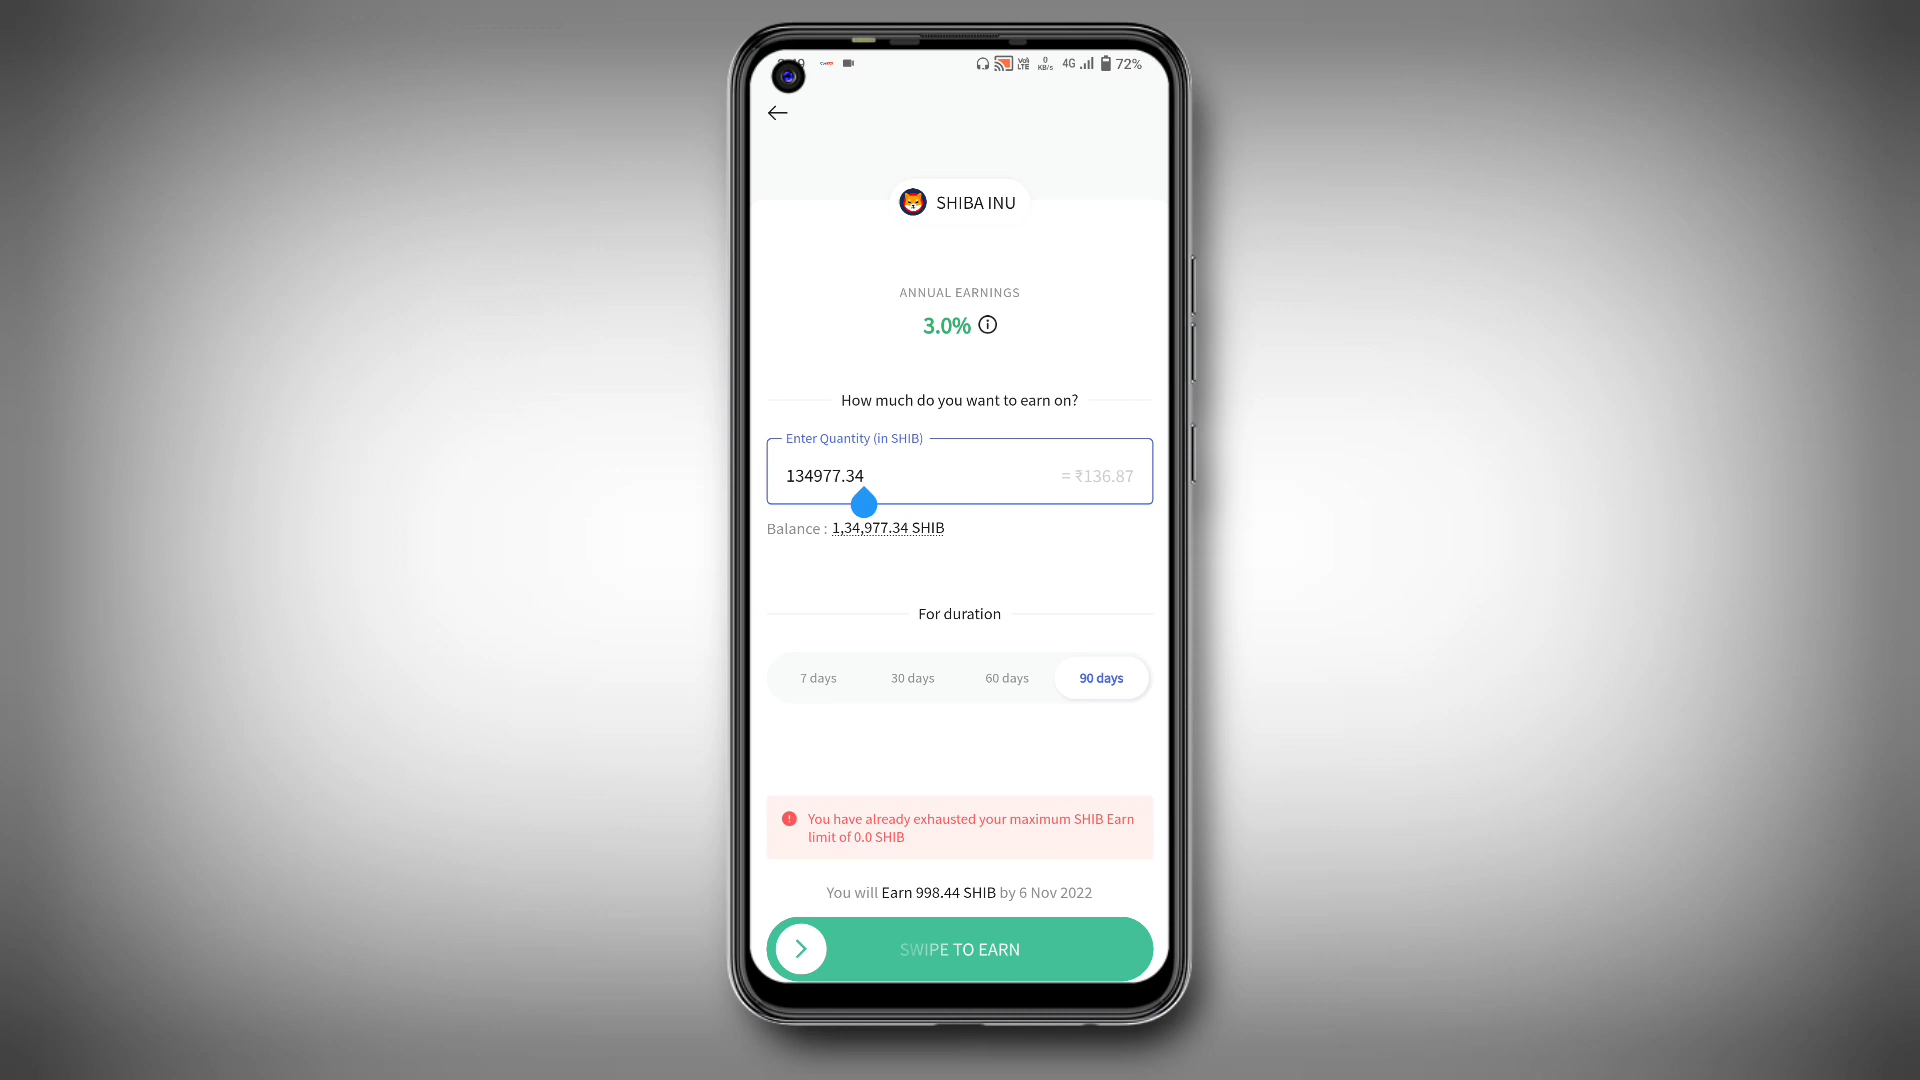 VoLTE
0 KB/s
4G
72%
SHIBA INU
ANNUAL EARNINGS
3.0%
How much do you want to earn on?
Enter Quantity (in SHIB)
134977.34 = ₹136.87
Balance : 1,34,977.34 SHIB
For duration
7 days 30 days 60 days 90 days
You have already exhausted your maximum SHIB Earn
limit of 0.0 SHIB
You will Earn 998.44 SHIB by 6 Nov 2022
SWIPE TO EARN